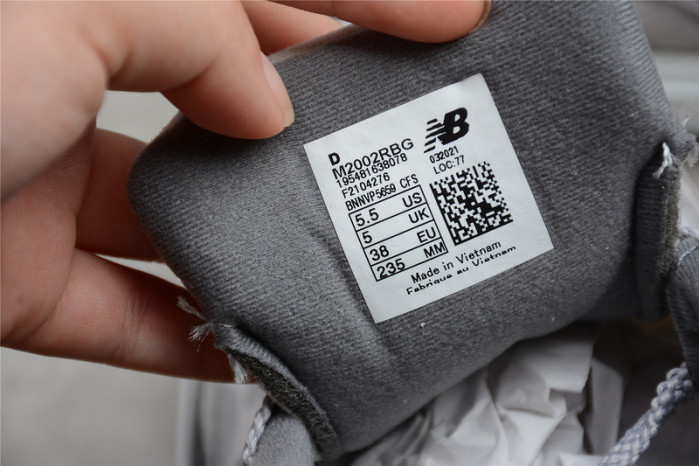 D
M2002RBG
195481638078
F2104276
BNNVP5659 CFS
5.5 US
5 UK
38 EU
235 MM
NB
032021
LOC:77
Made in Vietnam
Fabriqué au Vietnam